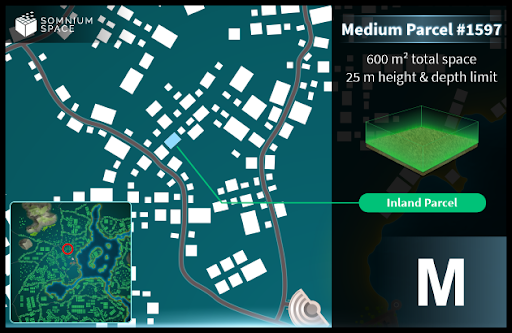 SOMNIUM
SPACE
Medium Parcel #1597
600 m² total space
25 m height & depth limit
Inland Parcel
M